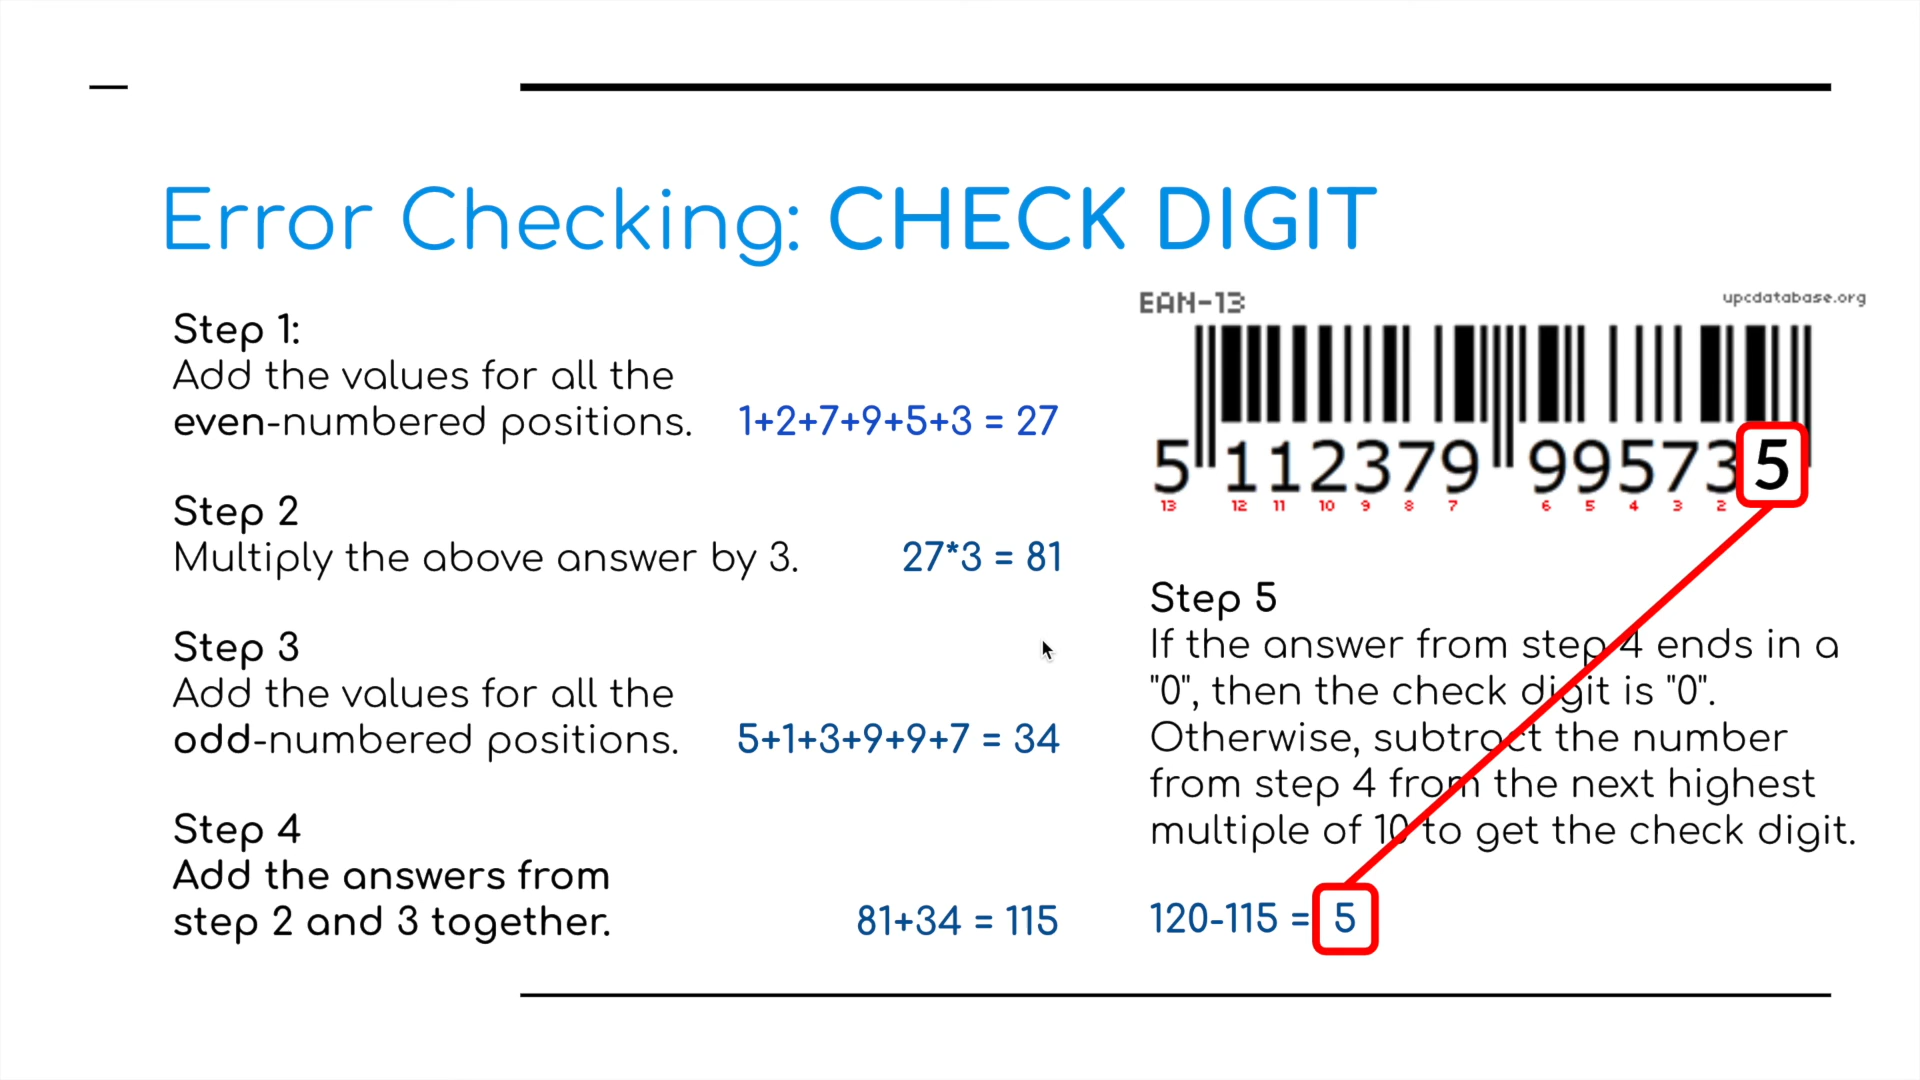 Error Checking: CHECK DIGIT
Step 1:
Add the values for all the
even-numbered positions. 1+2+7+9+5+3 = 27
Step 2
Multiply the above answer by 3. 27*3 = 81
Step 3
Add the values for all the
odd-numbered positions. 5+1+3+9+9+7 = 34
Step 4
Add the answers from
step 2 and 3 together. 81+34 = 115
EAN-13 upcdatabase.org
5 112379 995735
13 12 11 10 9 8 7 6 5 4 3 2
Step 5
If the answer from step 4 ends in a
"0", then the check digit is "0".
Otherwise, subtract the number
from step 4 from the next highest
multiple of 10 to get the check digit.
120-115 = 5